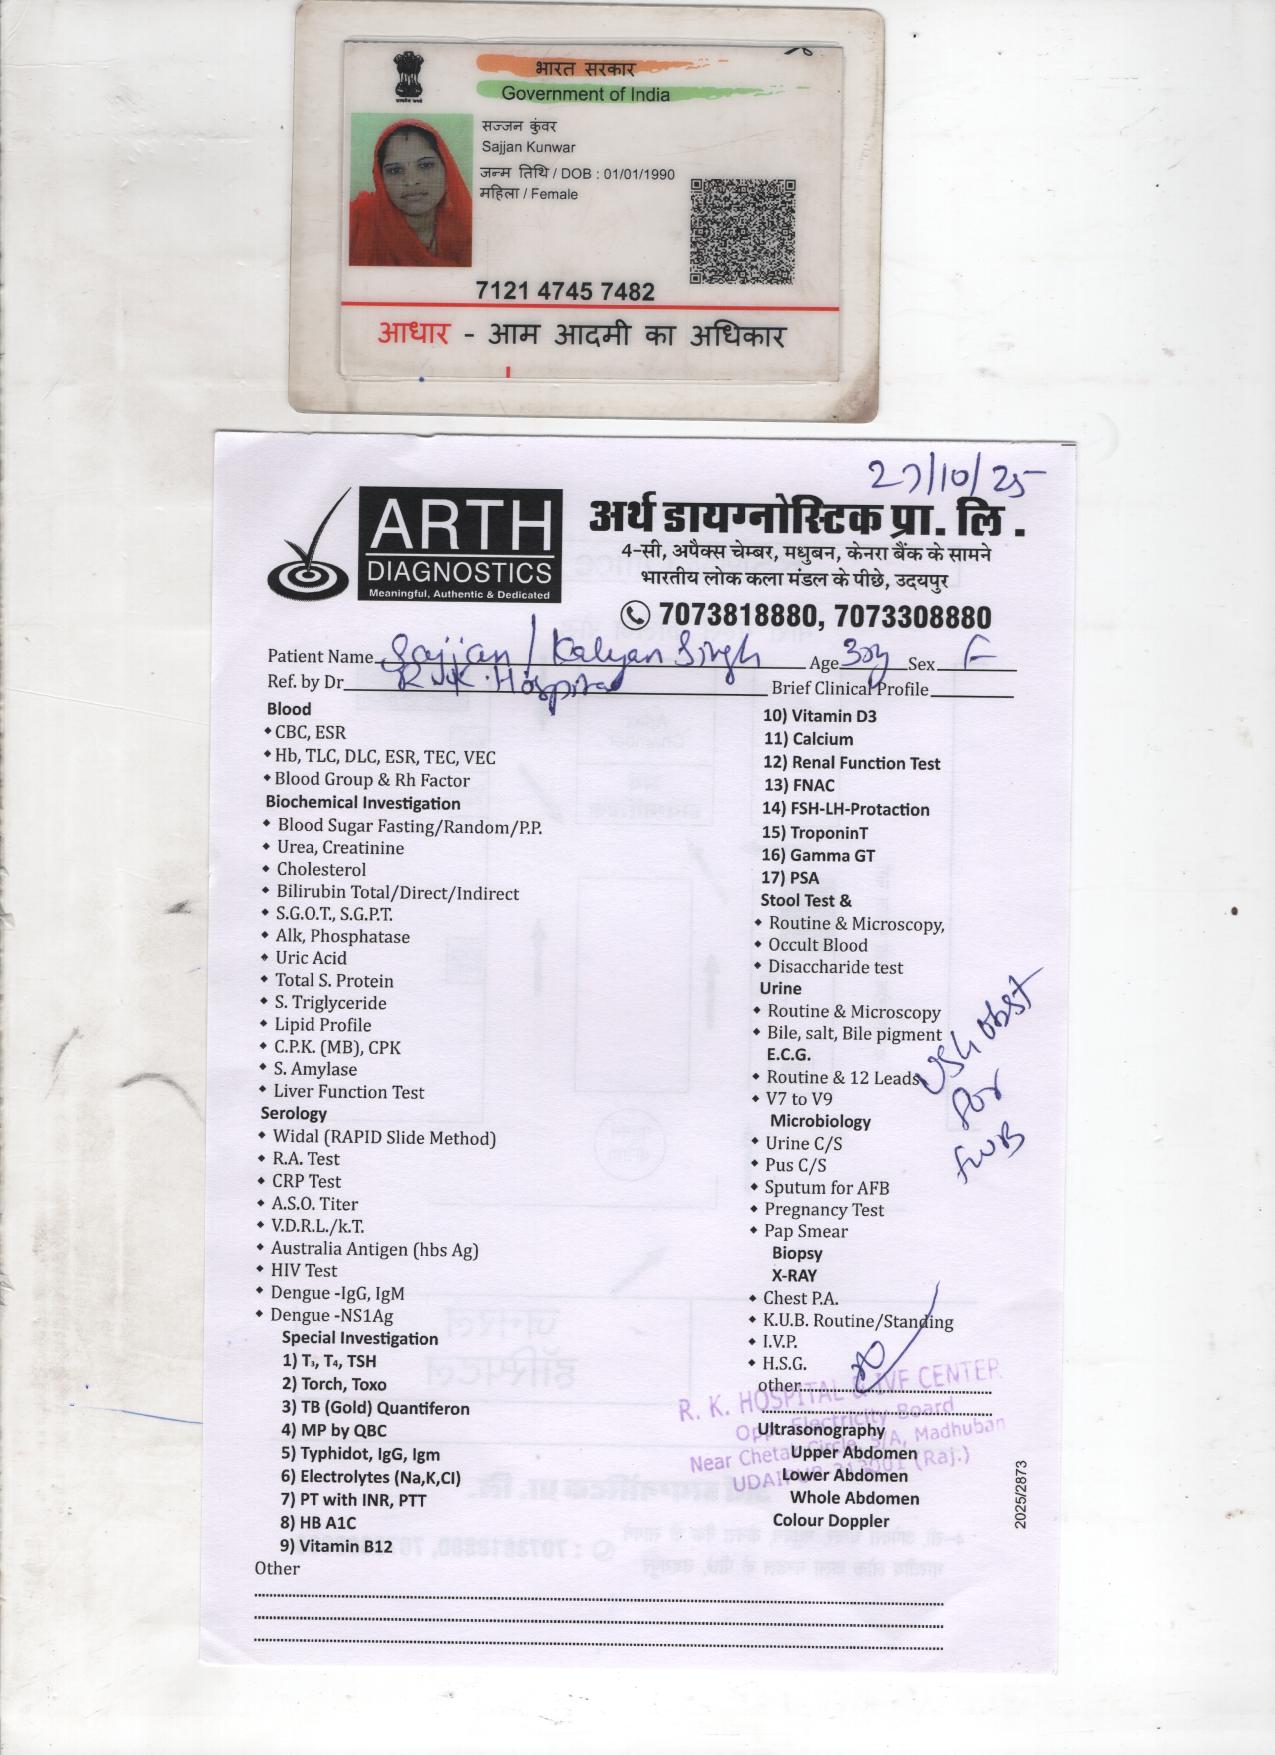 भारत सरकार
Government of India
सज्जन कुंवर
Sajjan Kunwar
जन्म तिथि / DOB : 01/01/1990
महिला / Female
7121 4745 7482
आधार - आम आदमी का अधिकार
27/10/25
ARTH
DIAGNOSTICS
Meaningful, Authentic & Dedicated
अर्थ डायग्नोस्टिक प्रा. लि .
4-सी, अपैक्स चेम्बर, मधुबन, केनरा बैंक के सामने
भारतीय लोक कला मंडल के पीछे, उदयपुर
7073818880, 7073308880
Patient Name Sajjan / Kalyan Singh Age Sex F
Ref. by Dr Hospital Brief Clinical Profile
Blood
CBC, ESR
Hb, TLC, DLC, ESR, TEC, VEC
Blood Group & Rh Factor
Biochemical Investigation
Blood Sugar Fasting/Random/P.P.
Urea, Creatinine
Cholesterol
Bilirubin Total/Direct/Indirect
S.G.O.T., S.G.P.T.
Alk, Phosphatase
Uric Acid
Total S. Protein
S. Triglyceride
Lipid Profile
C.P.K. (MB), CPK
S. Amylase
Liver Function Test
Serology
Widal (RAPID Slide Method)
R.A. Test
CRP Test
A.S.O. Titer
V.D.R.L./k.T.
Australia Antigen (hbs Ag)
HIV Test
Dengue -IgG, IgM
Dengue -NS1Ag
Special Investigation
1) T₃, T₄, TSH
2) Torch, Toxo
3) TB (Gold) Quantiferon
4) MP by QBC
5) Typhidot, IgG, Igm
6) Electrolytes (Na,K,CI)
7) PT with INR, PTT
8) HB A1C
9) Vitamin B12
Other
10) Vitamin D3
11) Calcium
12) Renal Function Test
13) FNAC
14) FSH-LH-Protaction
15) TroponinT
16) Gamma GT
17) PSA
Stool Test &
Routine & Microscopy,
Occult Blood
Disaccharide test
Urine
Routine & Microscopy
Bile, salt, Bile pigment
E.C.G.
Routine & 12 Leads
V7 to V9
Microbiology
Urine C/S
Pus C/S
Sputum for AFB
Pregnancy Test
Pap Smear
Biopsy
X-RAY
Chest P.A.
K.U.B. Routine/Standing
I.V.P.
H.S.G.
other
Ultrasonography
Upper Abdomen
Lower Abdomen
Whole Abdomen
Colour Doppler
USG obst
for
FWB
R. K. HOSPITAL & IVF CENTER
Opp. Electricity Board
Near Chetak Circle, 5/A, Madhuban
UDAIPUR-313001 (Raj.)
2025/2873